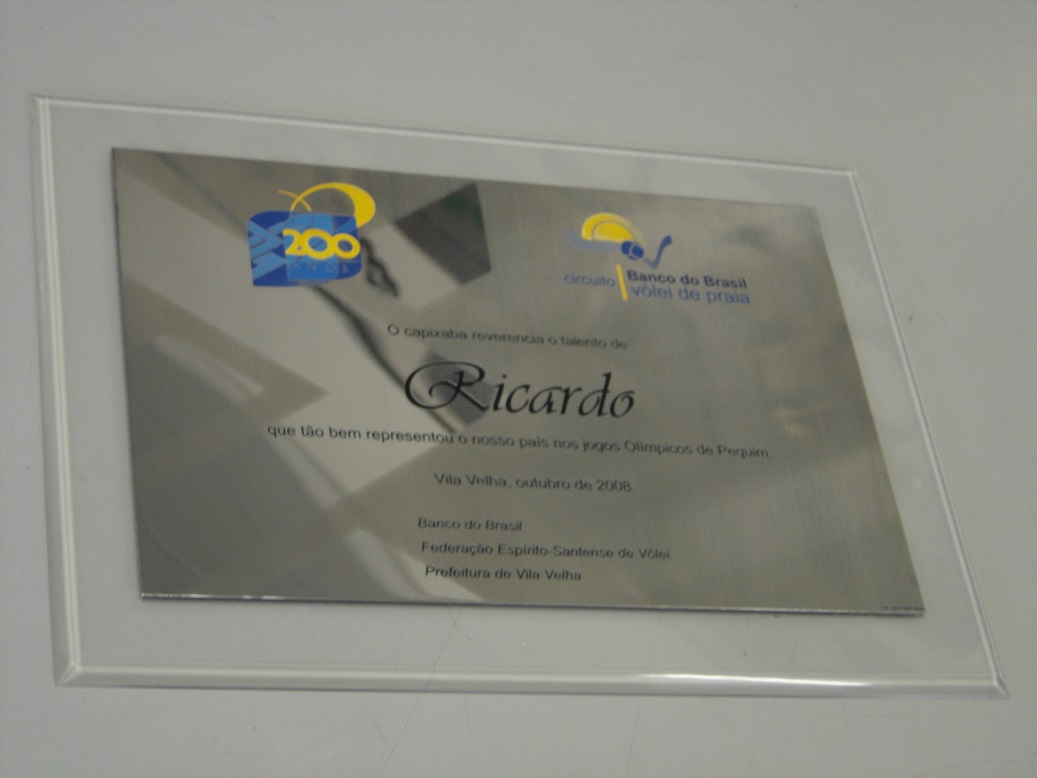 200
ANOS
circuito
Banco do Brasil
vôlei de praia
O capixaba reverencia o talento de
Ricardo
que tão bem representou o nosso país nos jogos Olímpicos de Pequim.
Vila Velha, outubro de 2008.
Banco do Brasil
Federação Espírito-Santense de Vôlei
Prefeitura de Vila Velha